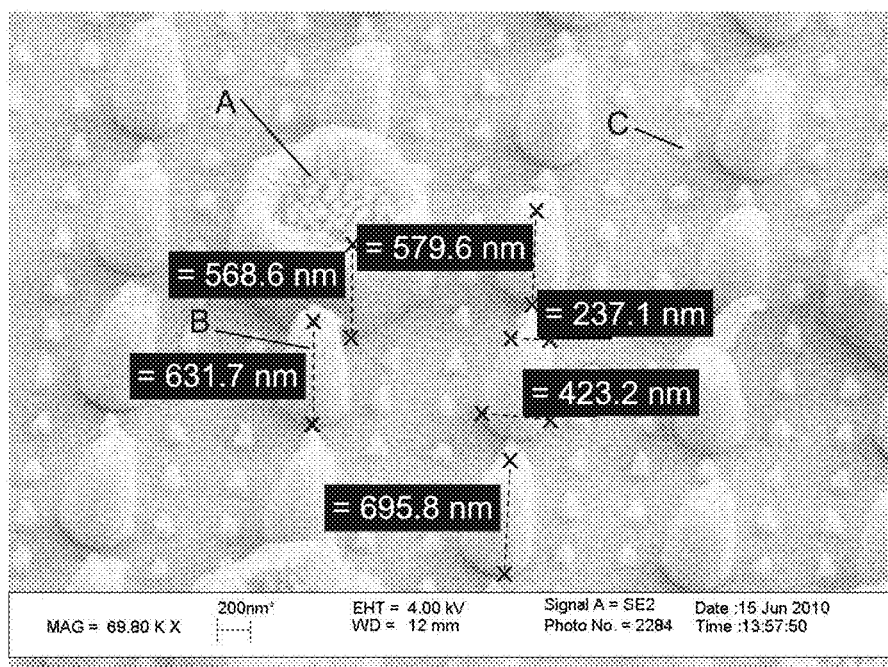 A
C
= 579.6 nm
= 568.6 nm
= 237.1 nm
B
= 631.7 nm
= 423.2 nm
= 695.8 nm
MAG = 69.80 K X
200nm*
EHT = 4.00 kV
WD = 12 mm
Signal A = SE2
Photo No. = 2284
Date :15 Jun 2010
Time :13:57:50